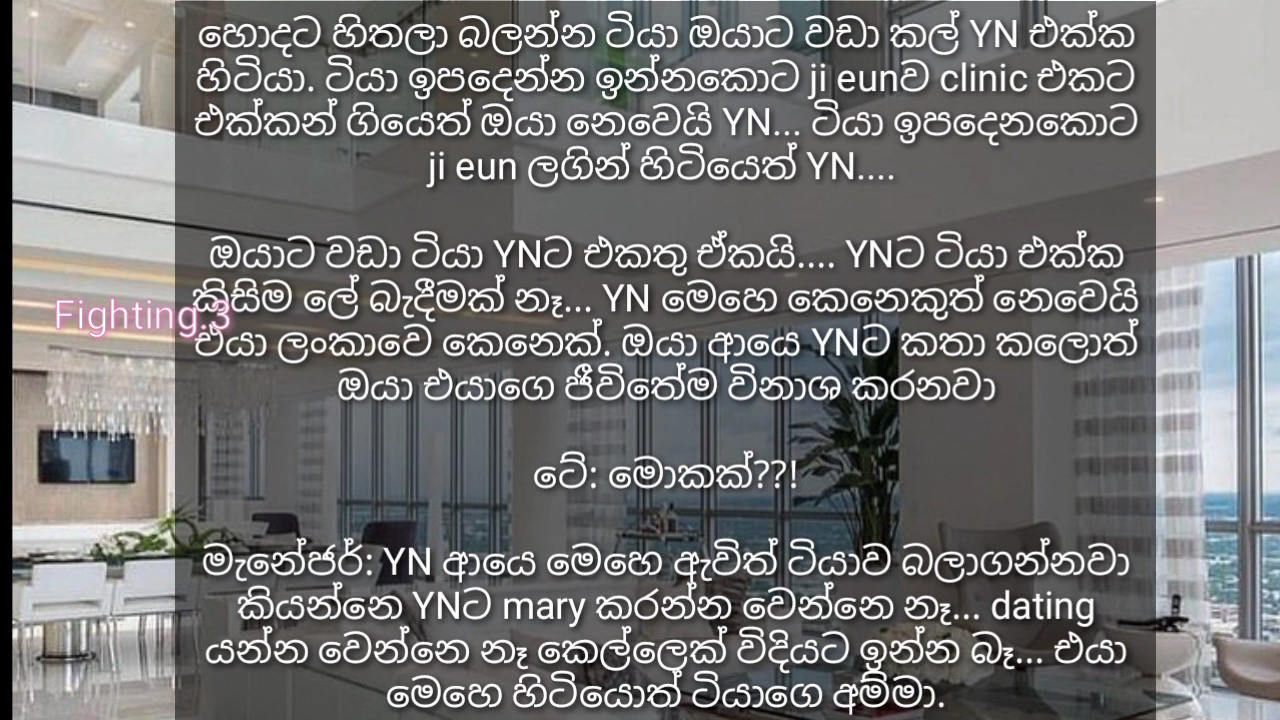 හොදට හිතලා බලන්න ටියා ඔයාට වඩා කල් YN එක්ක
හිටියා. ටියා ඉපදෙන්න ඉන්නකොට ji eunව clinic එකට
එක්කන් ගියෙත් ඔයා නෙවෙයි YN... ටියා ඉපදෙනකොට
ji eun ලගින් හිටියෙත් YN....
ඔයාට වඩා ටියා YNට එකතු ඒකයි.... YNට ටියා එක්ක
කිසිම ලේ බැදීමක් නෑ... YN මෙහෙ කෙනෙකුත් නෙවෙයි
Fighting.3
එයා ලංකාවෙ කෙනෙක්. ඔයා ආයෙ YNට කතා කලොත්
ඔයා එයාගෙ ජීවිතේම විනාශ කරනවා
ටේ: මොකක්??!
මැනේජර්: YN ආයෙ මෙහෙ ඇවිත් ටියාව බලාගන්නවා
කියන්නෙ YNට mary කරන්න වෙන්නෙ නෑ... dating
යන්න වෙන්නෙ නෑ කෙල්ලෙක් විදියට ඉන්න බෑ... එයා
මෙහෙ හිටියොත් ටියාගෙ අම්මා.